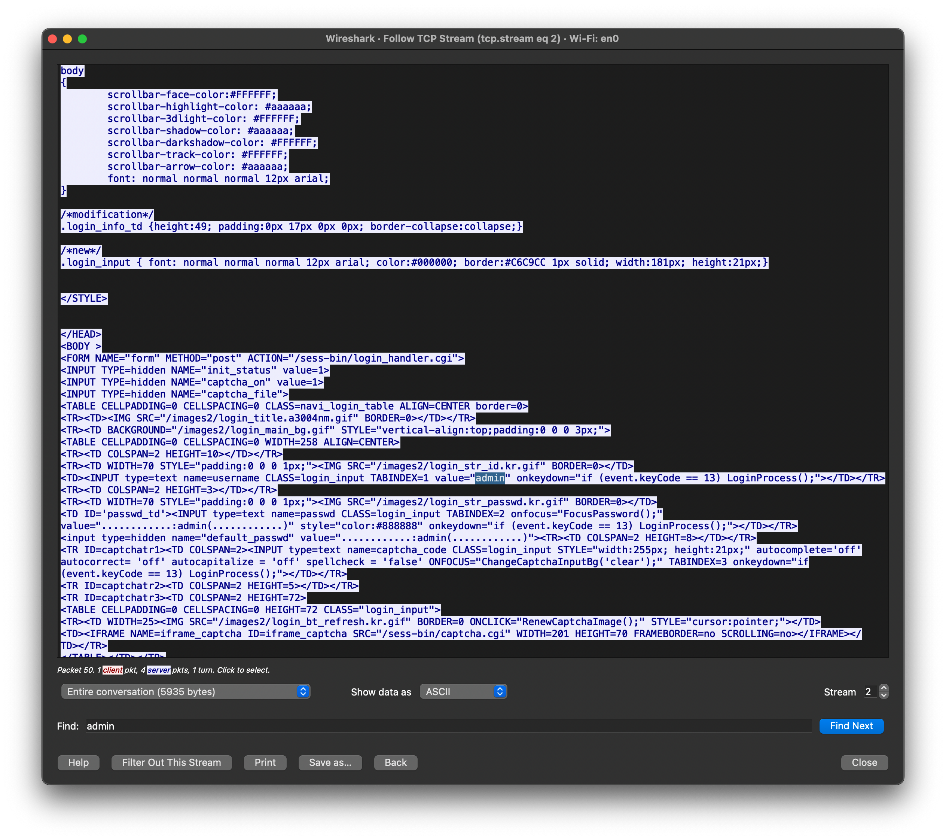 Wireshark · Follow TCP Stream (tcp.stream eq 2) · Wi-Fi: en0
body
{
scrollbar-face-color:#FFFFFF;
scrollbar-highlight-color: #aaaaaa;
scrollbar-3dlight-color: #FFFFFF;
scrollbar-shadow-color: #aaaaaa;
scrollbar-darkshadow-color: #FFFFFF;
scrollbar-track-color: #FFFFFF;
scrollbar-arrow-color: #aaaaaa;
font: normal normal normal 12px arial;
}
/*modification*/
.login_info_td {height:49; padding:0px 17px 0px 0px; border-collapse:collapse;}
/*new*/
.login_input { font: normal normal normal 12px arial; color:#000000; border:#C6C9CC 1px solid; width:181px; height:21px;}
</STYLE>
</HEAD>
<BODY >
<FORM NAME="form" METHOD="post" ACTION="/sess-bin/login_handler.cgi">
<INPUT TYPE=hidden NAME="init_status" value=1>
<INPUT TYPE=hidden NAME="captcha_on" value=1>
<INPUT TYPE=hidden NAME="captcha_file">
<TABLE CELLPADDING=0 CELLSPACING=0 CLASS=navi_login_table ALIGN=CENTER border=0>
<TR><TD><IMG SRC="/images2/login_title.a3004nm.gif" BORDER=0></TD></TR>
<TR><TD BACKGROUND="/images2/login_main_bg.gif" STYLE="vertical-align:top;padding:0 0 0 3px;">
<TABLE CELLPADDING=0 CELLSPACING=0 WIDTH=258 ALIGN=CENTER>
<TR><TD COLSPAN=2 HEIGHT=10></TD></TR>
<TR><TD WIDTH=70 STYLE="padding:0 0 0 1px;"><IMG SRC="/images2/login_str_id.kr.gif" BORDER=0></TD>
<TD><INPUT type=text name=username CLASS=login_input TABINDEX=1 value="admin" onkeydown="if (event.keyCode == 13) LoginProcess();"></TD></TR>
<TR><TD COLSPAN=2 HEIGHT=3></TD></TR>
<TR><TD WIDTH=70 STYLE="padding:0 0 0 1px;"><IMG SRC="/images2/login_str_passwd.kr.gif" BORDER=0></TD>
<TD ID='passwd_td'><INPUT type=text name=passwd CLASS=login_input TABINDEX=2 onfocus="FocusPassword();"
value="............:admin(............)" style="color:#888888" onkeydown="if (event.keyCode == 13) LoginProcess();"></TD></TR>
<input type=hidden name="default_passwd" value="............:admin(............)"><TR><TD COLSPAN=2 HEIGHT=8></TD></TR>
<TR ID=captchatr1><TD COLSPAN=2><INPUT type=text name=captcha_code CLASS=login_input STYLE="width:255px; height:21px;" autocomplete='off'
autocorrect= 'off' autocapitalize = 'off' spellcheck = 'false' ONFOCUS="ChangeCaptchaInputBg('clear');" TABINDEX=3 onkeydown="if
(event.keyCode == 13) LoginProcess();"></TD></TR>
<TR ID=captchatr2><TD COLSPAN=2 HEIGHT=5></TD></TR>
<TR ID=captchatr3><TD COLSPAN=2 HEIGHT=72>
<TABLE CELLPADDING=0 CELLSPACING=0 HEIGHT=72 CLASS="login_input">
<TR><TD WIDTH=25><IMG SRC="/images2/login_bt_refresh.kr.gif" BORDER=0 ONCLICK="RenewCaptchaImage();" STYLE="cursor:pointer;"></TD>
<TD><IFRAME NAME=iframe_captcha ID=iframe_captcha SRC="/sess-bin/captcha.cgi" WIDTH=201 HEIGHT=70 FRAMEBORDER=no SCROLLING=no></IFRAME></
TD></TR>
</TABLE></TD></TR>
Packet 50. 1 client pkt, 4 server pkts, 1 turn. Click to select.
Entire conversation (5935 bytes) Show data as ASCII Stream 2
Find: admin Find Next
Help Filter Out This Stream Print Save as... Back Close